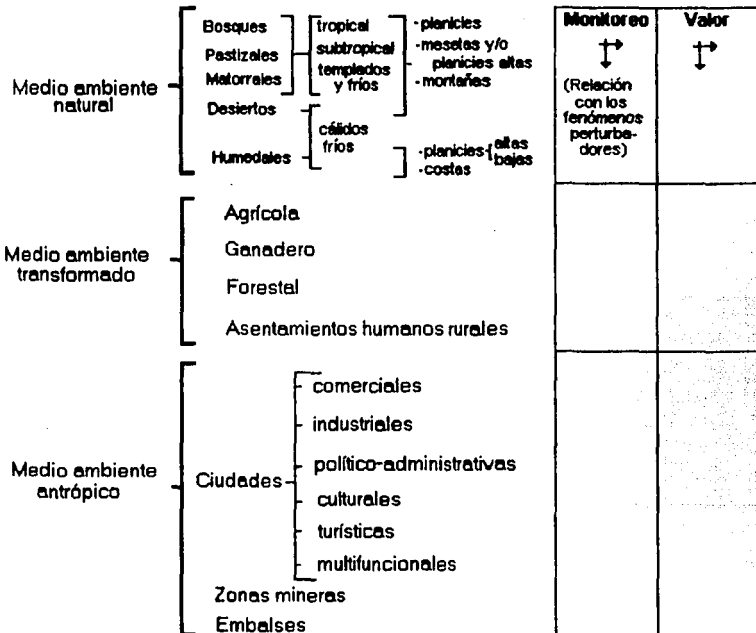 Medio ambiente
natural
Bosques
Pastizales
Matorrales
Desiertos
Humedales
tropical
subtropical
templados
y fríos
cálidos
fríos
·planicies
·mesetas y/o
planicies altas
·montañas
·planicies altas
bajas
·costas
Monitoreo
(Relación
con los
fenómenos
perturba-
dores)
Valor
Medio ambiente
transformado
Agrícola
Ganadero
Forestal
Asentamientos humanos rurales
Medio ambiente
antrópico
Ciudades
comerciales
industriales
político-administrativas
culturales
turísticas
multifuncionales
Zonas mineras
Embalses